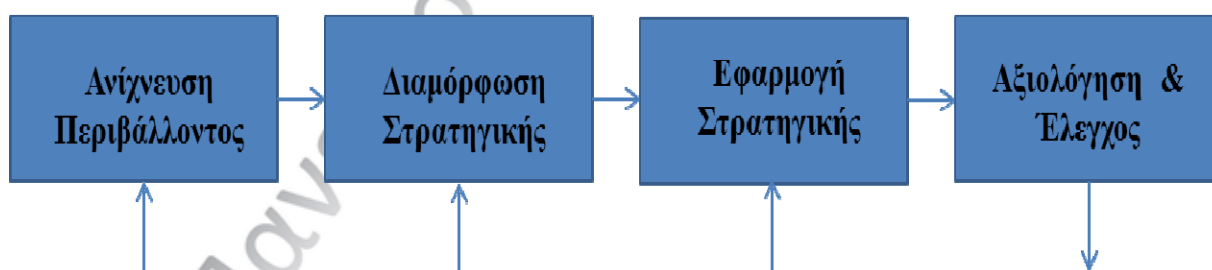 Ανίχνευση
Περιβάλλοντος
Διαμόρφωση
Στρατηγικής
Εφαρμογή
Στρατηγικής
Αξιολόγηση &
Έλεγχος